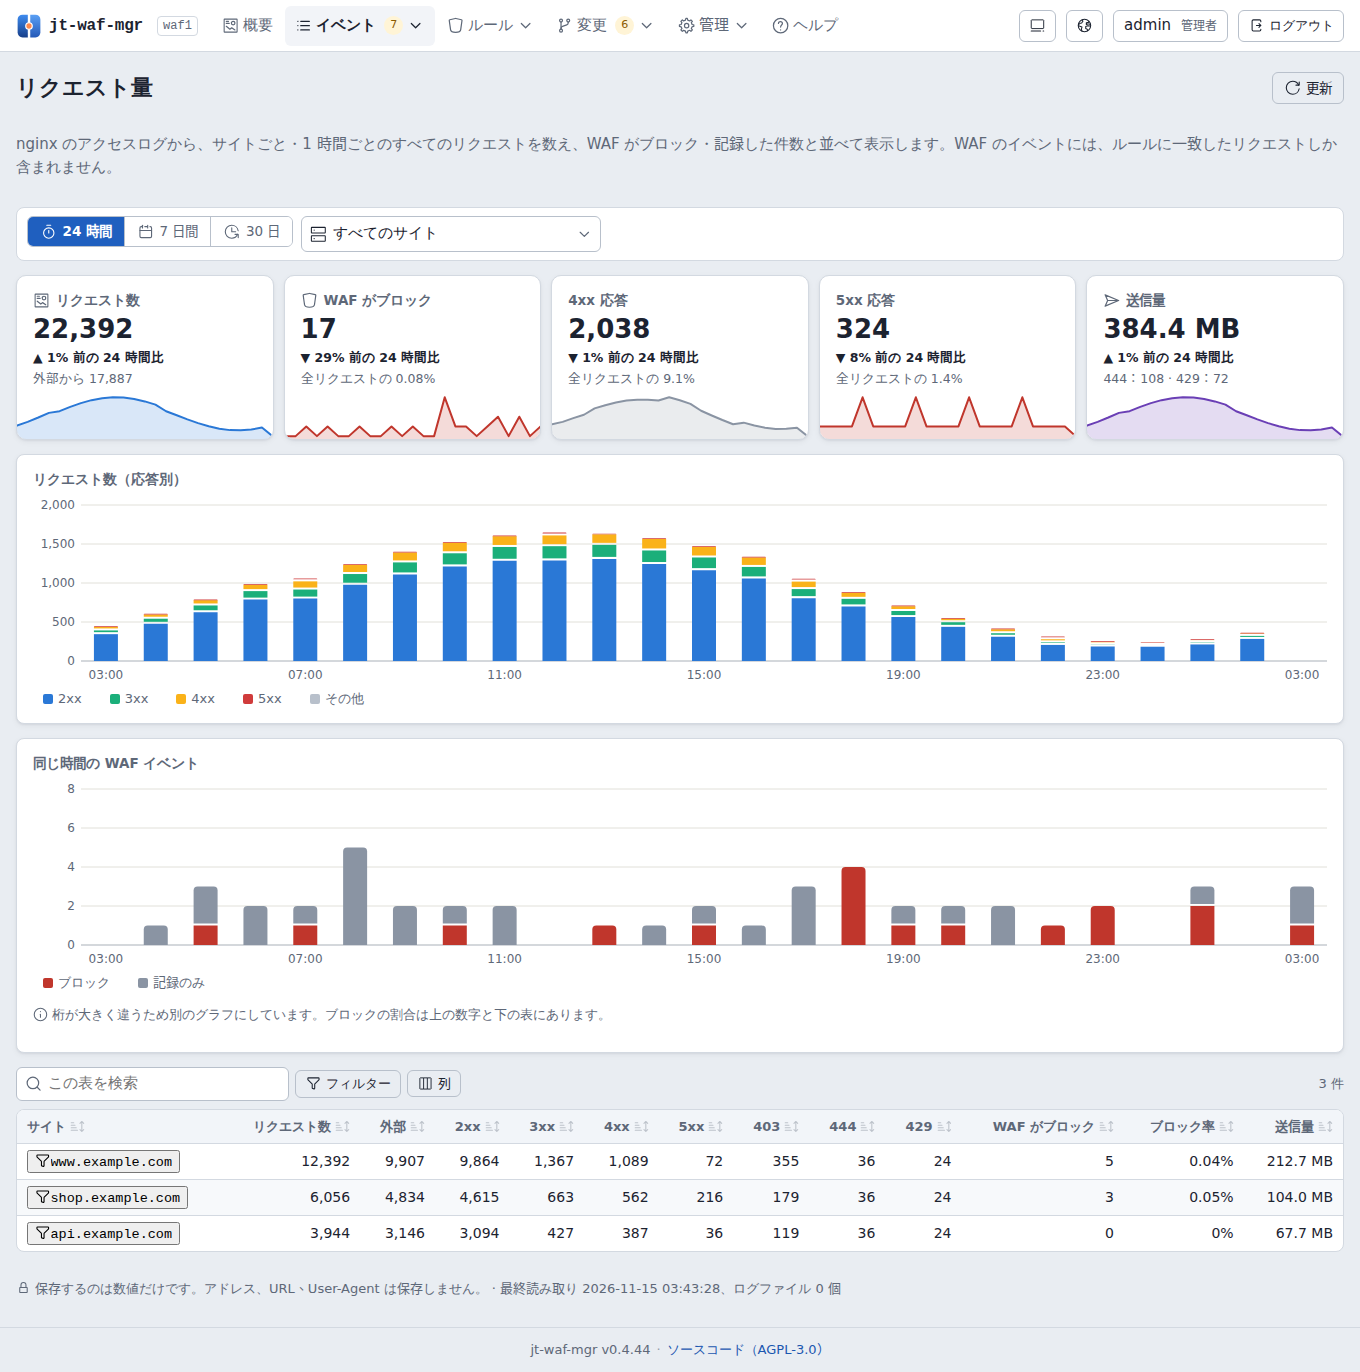 jt-waf-mgr waf1 概要 イベント 7 ルール 変更 6 管理 ヘルプ admin 管理者 ログアウト
リクエスト量 更新
nginx のアクセスログから、サイトごと・1 時間ごとのすべてのリクエストを数え、WAF がブロック・記録した件数と並べて表示します。WAF のイベントには、ルールに一致したリクエストしか
含まれません。
24 時間 7 日間 30 日 すべてのサイト
リクエスト数 WAF がブロック 4xx 応答 5xx 応答 送信量
22,392 17 2,038 324 384.4 MB
▲ 1% 前の 24 時間比 ▼ 29% 前の 24 時間比 ▼ 1% 前の 24 時間比 ▼ 8% 前の 24 時間比 ▲ 1% 前の 24 時間比
外部から 17,887 全リクエストの 0.08% 全リクエストの 9.1% 全リクエストの 1.4% 444：108 · 429：72
リクエスト数（応答別）
2,000
1,500
1,000
500
0
03:00 07:00 11:00 15:00 19:00 23:00 03:00
2xx 3xx 4xx 5xx その他
同じ時間の WAF イベント
8
6
4
2
0
03:00 07:00 11:00 15:00 19:00 23:00 03:00
ブロック 記録のみ
桁が大きく違うため別のグラフにしています。ブロックの割合は上の数字と下の表にあります。
この表を検索 フィルター 列 3 件
サイト リクエスト数 外部 2xx 3xx 4xx 5xx 403 444 429 WAF がブロック ブロック率 送信量
www.example.com 12,392 9,907 9,864 1,367 1,089 72 355 36 24 5 0.04% 212.7 MB
shop.example.com 6,056 4,834 4,615 663 562 216 179 36 24 3 0.05% 104.0 MB
api.example.com 3,944 3,146 3,094 427 387 36 119 36 24 0 0% 67.7 MB
保存するのは数値だけです。アドレス、URL、User-Agent は保存しません。 · 最終読み取り 2026-11-15 03:43:28、ログファイル 0 個
jt-waf-mgr v0.4.44 · ソースコード（AGPL-3.0）